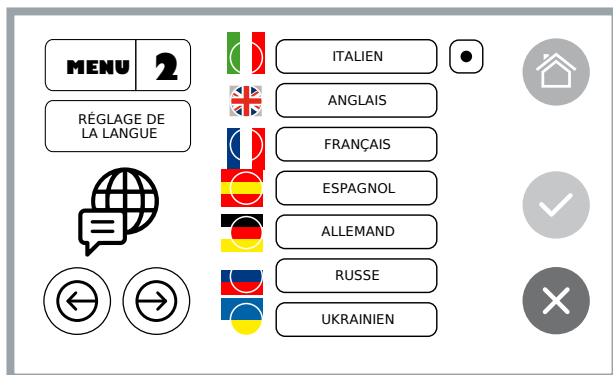 MENU 2
RÉGLAGE DE
LA LANGUE
ITALIEN
ANGLAIS
FRANÇAIS
ESPAGNOL
ALLEMAND
RUSSE
UKRAINIEN